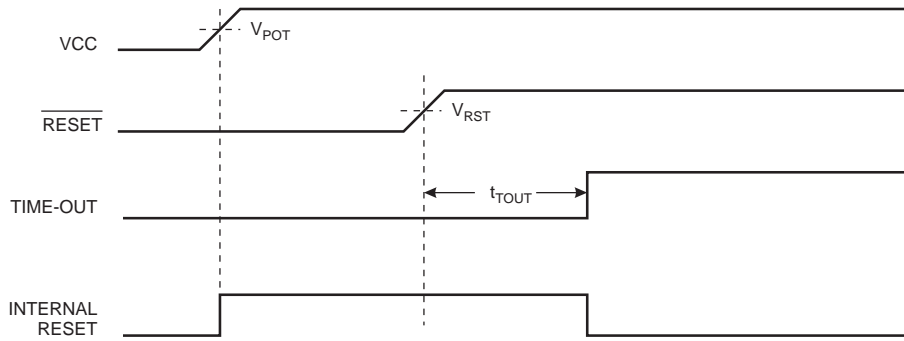 VCC
V_POT
RESET
V_RST
t_TOUT
TIME-OUT
INTERNAL
RESET